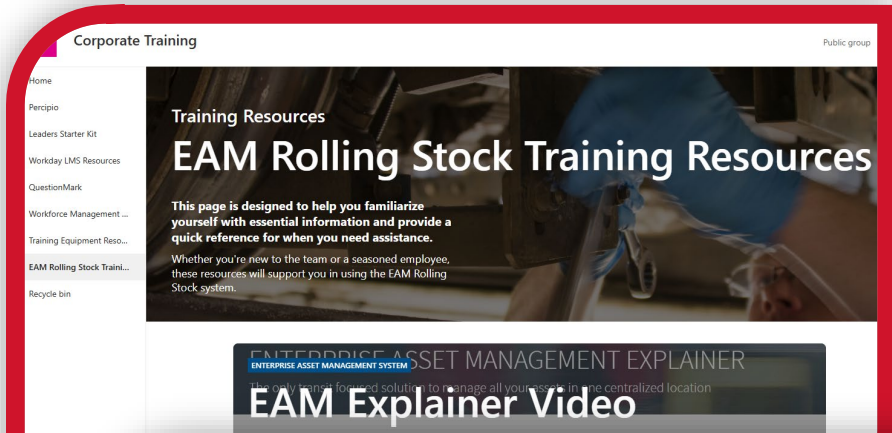 Corporate Training
Public group
Home
Percipio
Leaders Starter Kit
Workday LMS Resources
QuestionMark
Workforce Management ...
Training Equipment Reso...
EAM Rolling Stock Traini...
Recycle bin
Training Resources
EAM Rolling Stock Training Resources
This page is designed to help you familiarize
yourself with essential information and provide a
quick reference for when you need assistance.
Whether you're new to the team or a seasoned employee,
these resources will support you in using the EAM Rolling
Stock system.
ENTERPRISE ASSET MANAGEMENT EXPLAINER
ENTERPRISE ASSET MANAGEMENT SYSTEM
The only transit focused solution to manage all your assets in one centralized location
EAM Explainer Video